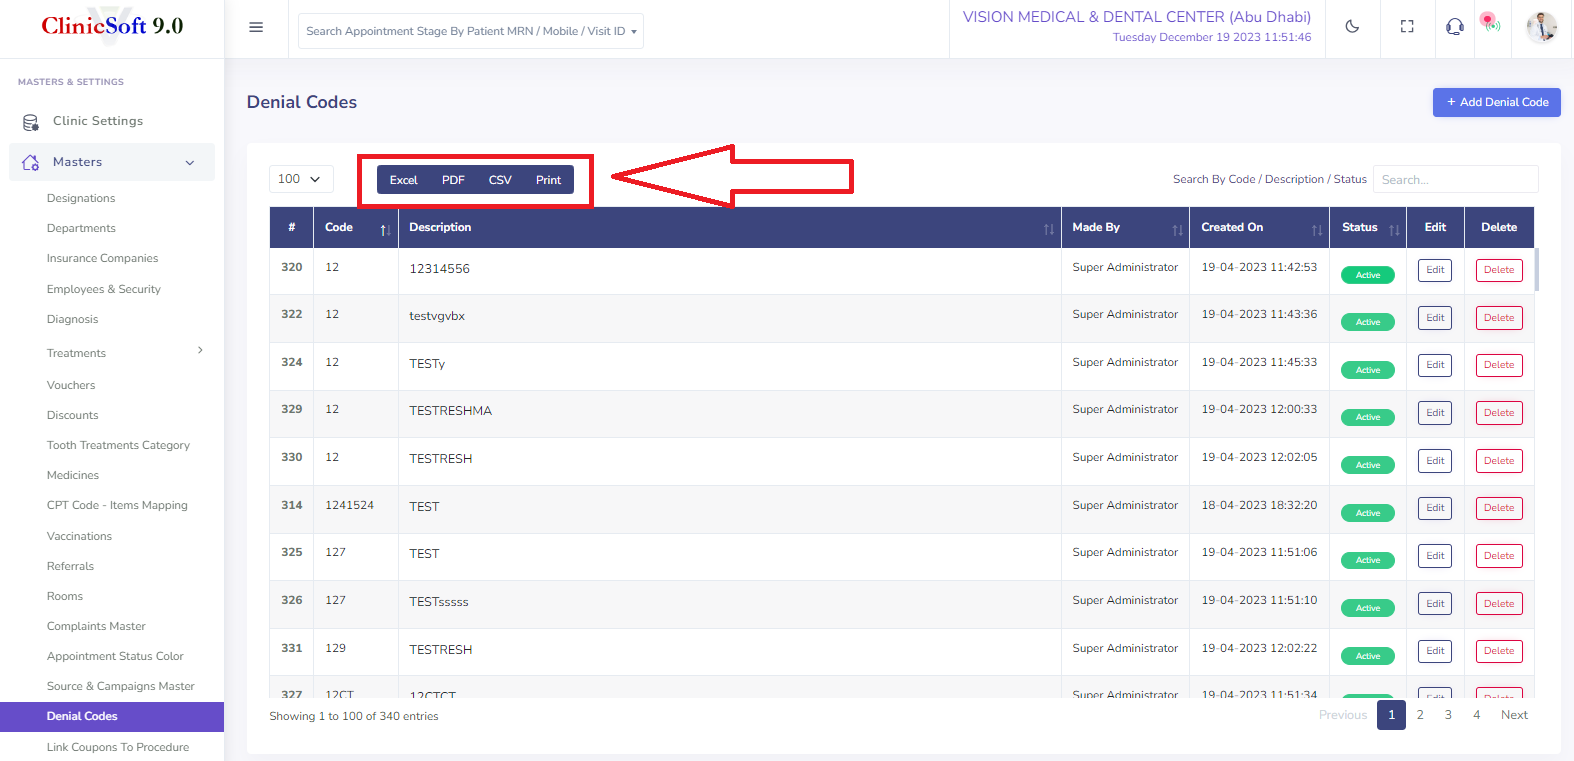 ClinicSoft 9.0
Search Appointment Stage By Patient MRN / Mobile / Visit ID
VISION MEDICAL & DENTAL CENTER (Abu Dhabi)
Tuesday December 19 2023 11:51:46
MASTERS & SETTINGS
Clinic Settings
Masters
Designations
Departments
Insurance Companies
Employees & Security
Diagnosis
Treatments
Vouchers
Discounts
Tooth Treatments Category
Medicines
CPT Code - Items Mapping
Vaccinations
Referrals
Rooms
Complaints Master
Appointment Status Color
Source & Campaigns Master
Denial Codes
Link Coupons To Procedure
Denial Codes
+ Add Denial Code
100
Excel PDF CSV Print
Search By Code / Description / Status Search...
# Code Description Made By Created On Status Edit Delete
320 12 12314556 Super Administrator 19-04-2023 11:42:53 Active Edit Delete
322 12 testvgvbx Super Administrator 19-04-2023 11:43:36 Active Edit Delete
324 12 TESTy Super Administrator 19-04-2023 11:45:33 Active Edit Delete
329 12 TESTRESHMA Super Administrator 19-04-2023 12:00:33 Active Edit Delete
330 12 TESTRESH Super Administrator 19-04-2023 12:02:05 Active Edit Delete
314 1241524 TEST Super Administrator 18-04-2023 18:32:20 Active Edit Delete
325 127 TEST Super Administrator 19-04-2023 11:51:06 Active Edit Delete
326 127 TESTsssss Super Administrator 19-04-2023 11:51:10 Active Edit Delete
331 129 TESTRESH Super Administrator 19-04-2023 12:02:22 Active Edit Delete
327 12CT 12CTCT Super Administrator 19-04-2023 11:51:34 Edit Delete
Showing 1 to 100 of 340 entries
Previous 1 2 3 4 Next